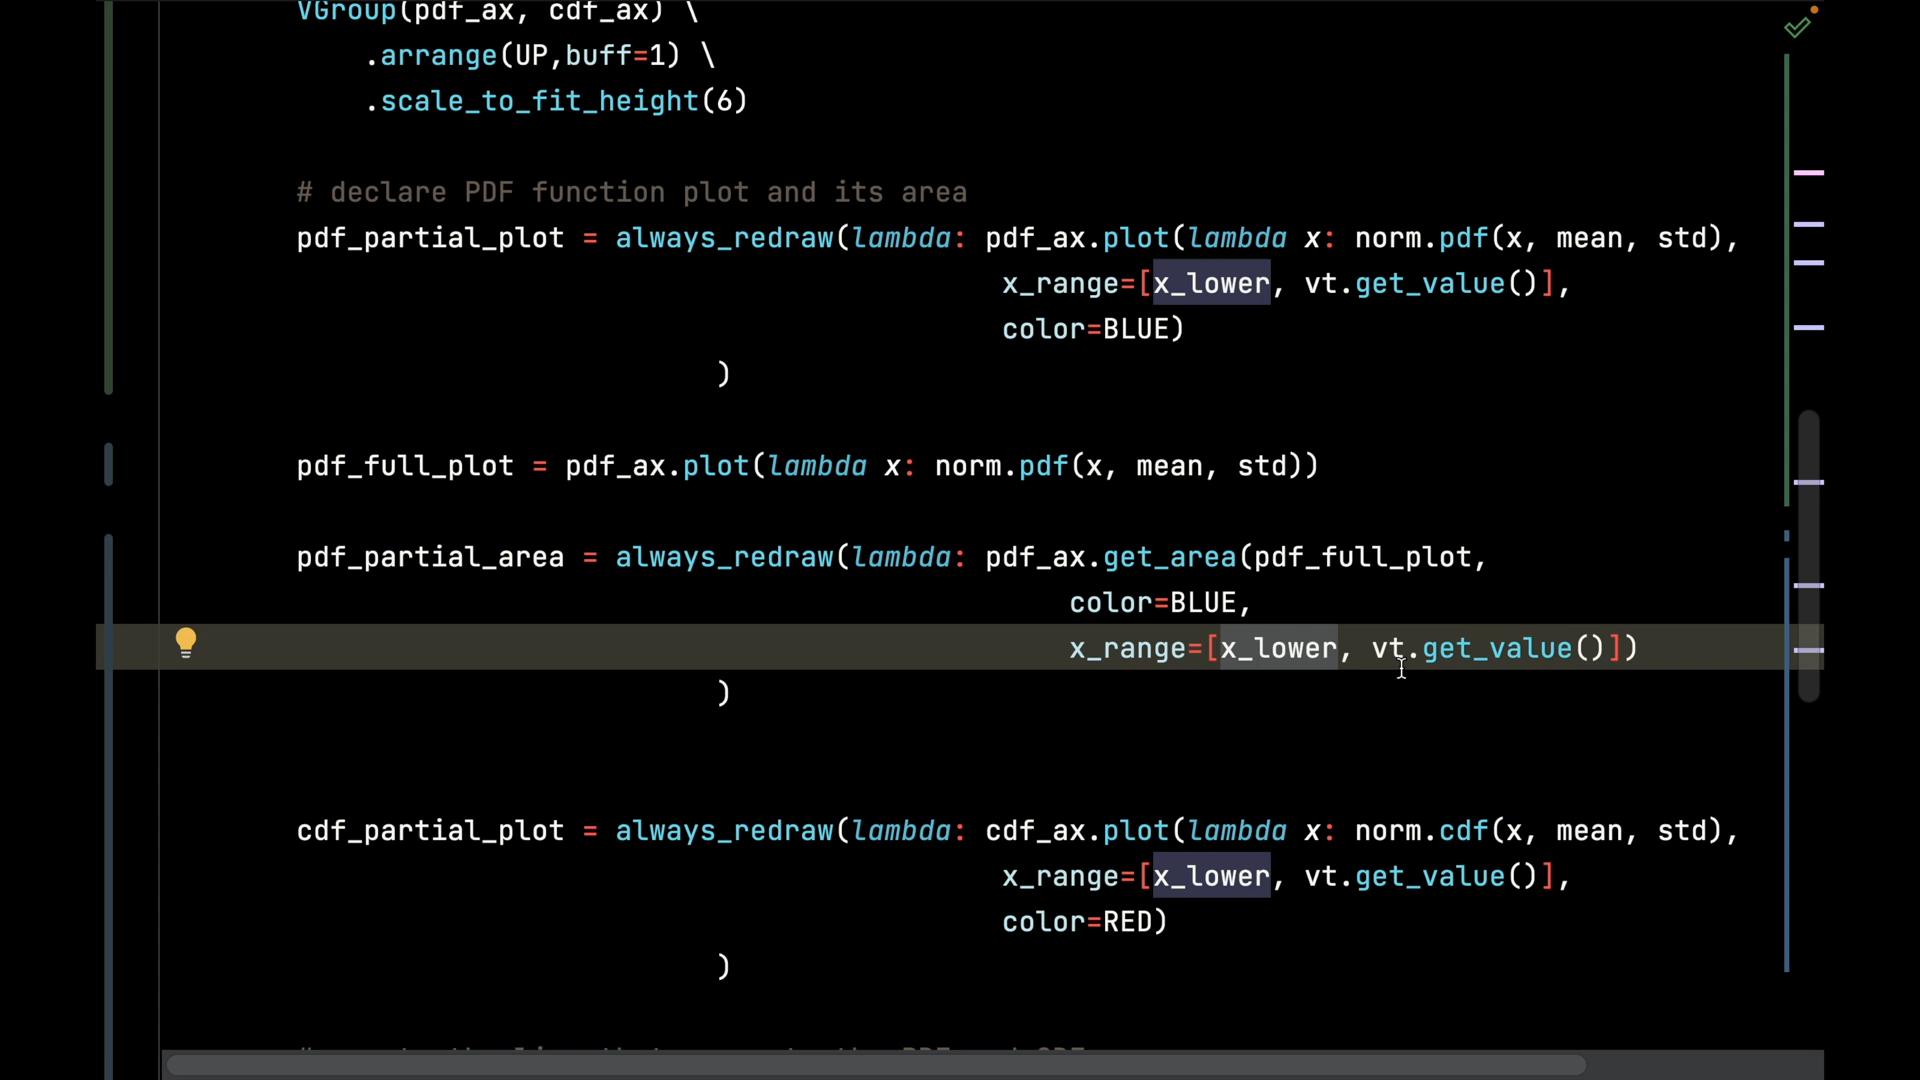 VGroup(pdf_ax, cdf_ax) \
.arrange(UP,buff=1) \
.scale_to_fit_height(6)
# declare PDF function plot and its area
pdf_partial_plot = always_redraw(lambda: pdf_ax.plot(lambda x: norm.pdf(x, mean, std),
x_range=[x_lower, vt.get_value()],
color=BLUE)
)
pdf_full_plot = pdf_ax.plot(lambda x: norm.pdf(x, mean, std))
pdf_partial_area = always_redraw(lambda: pdf_ax.get_area(pdf_full_plot,
color=BLUE,
x_range=[x_lower, vt.get_value()])
)
cdf_partial_plot = always_redraw(lambda: cdf_ax.plot(lambda x: norm.cdf(x, mean, std),
x_range=[x_lower, vt.get_value()],
color=RED)
)